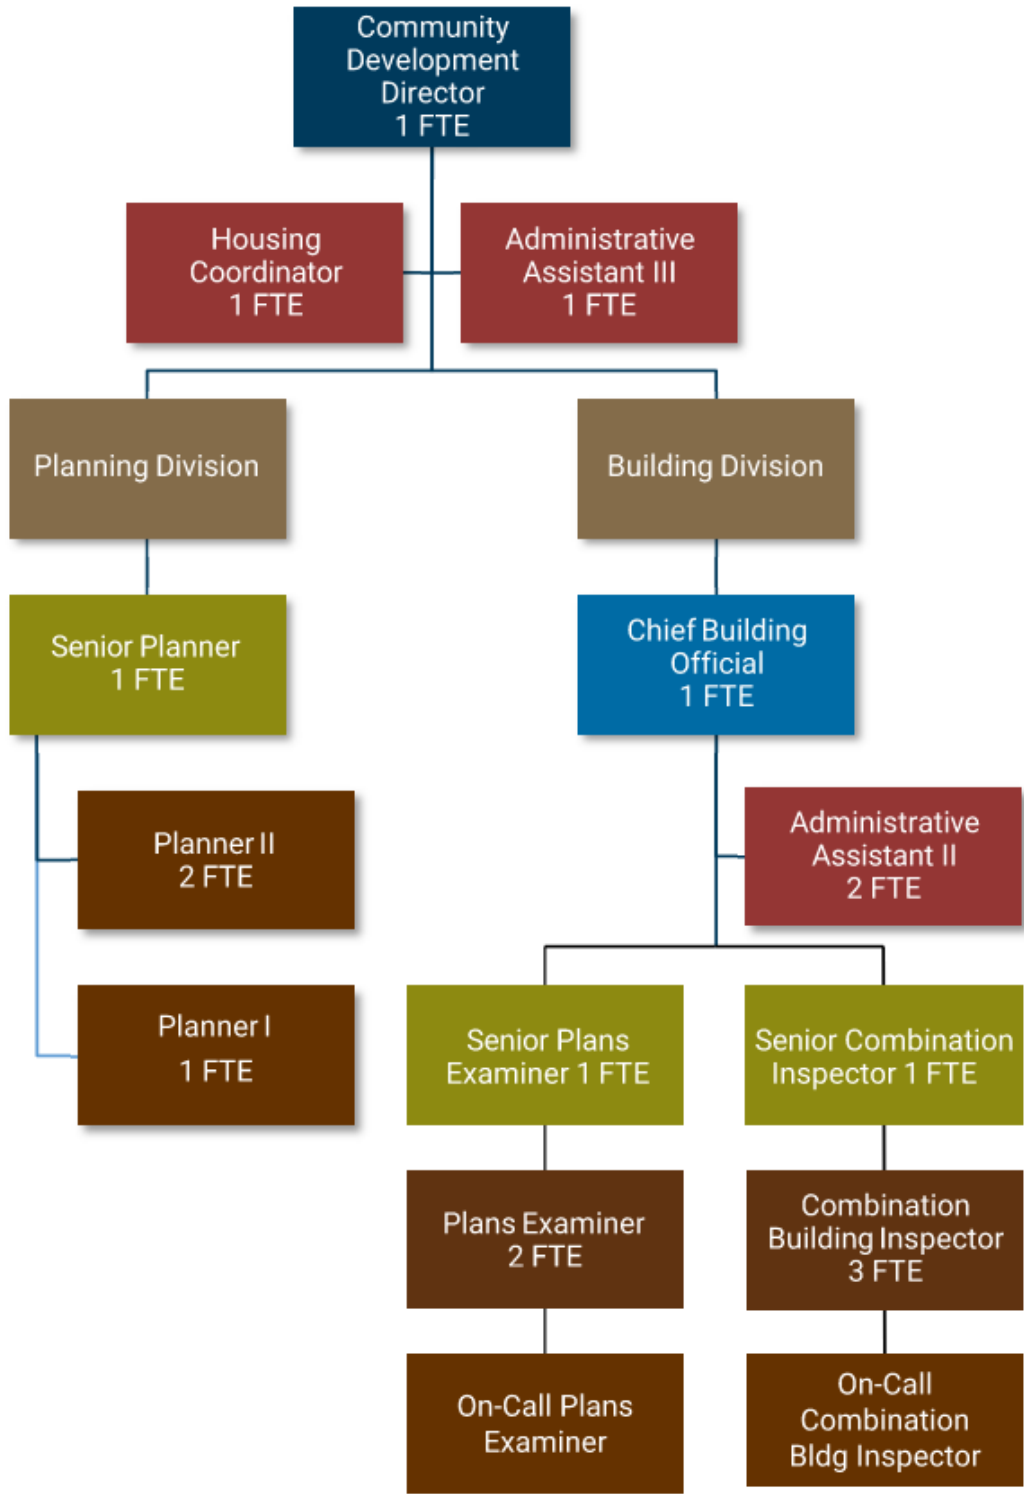 Community
Development
Director
1 FTE
Housing
Coordinator
1 FTE
Administrative
Assistant III
1 FTE
Planning Division
Building Division
Senior Planner
1 FTE
Chief Building
Official
1 FTE
Planner II
2 FTE
Administrative
Assistant II
2 FTE
Planner I
1 FTE
Senior Plans
Examiner 1 FTE
Senior Combination
Inspector 1 FTE
Plans Examiner
2 FTE
Combination
Building Inspector
3 FTE
On-Call Plans
Examiner
On-Call
Combination
Bldg Inspector